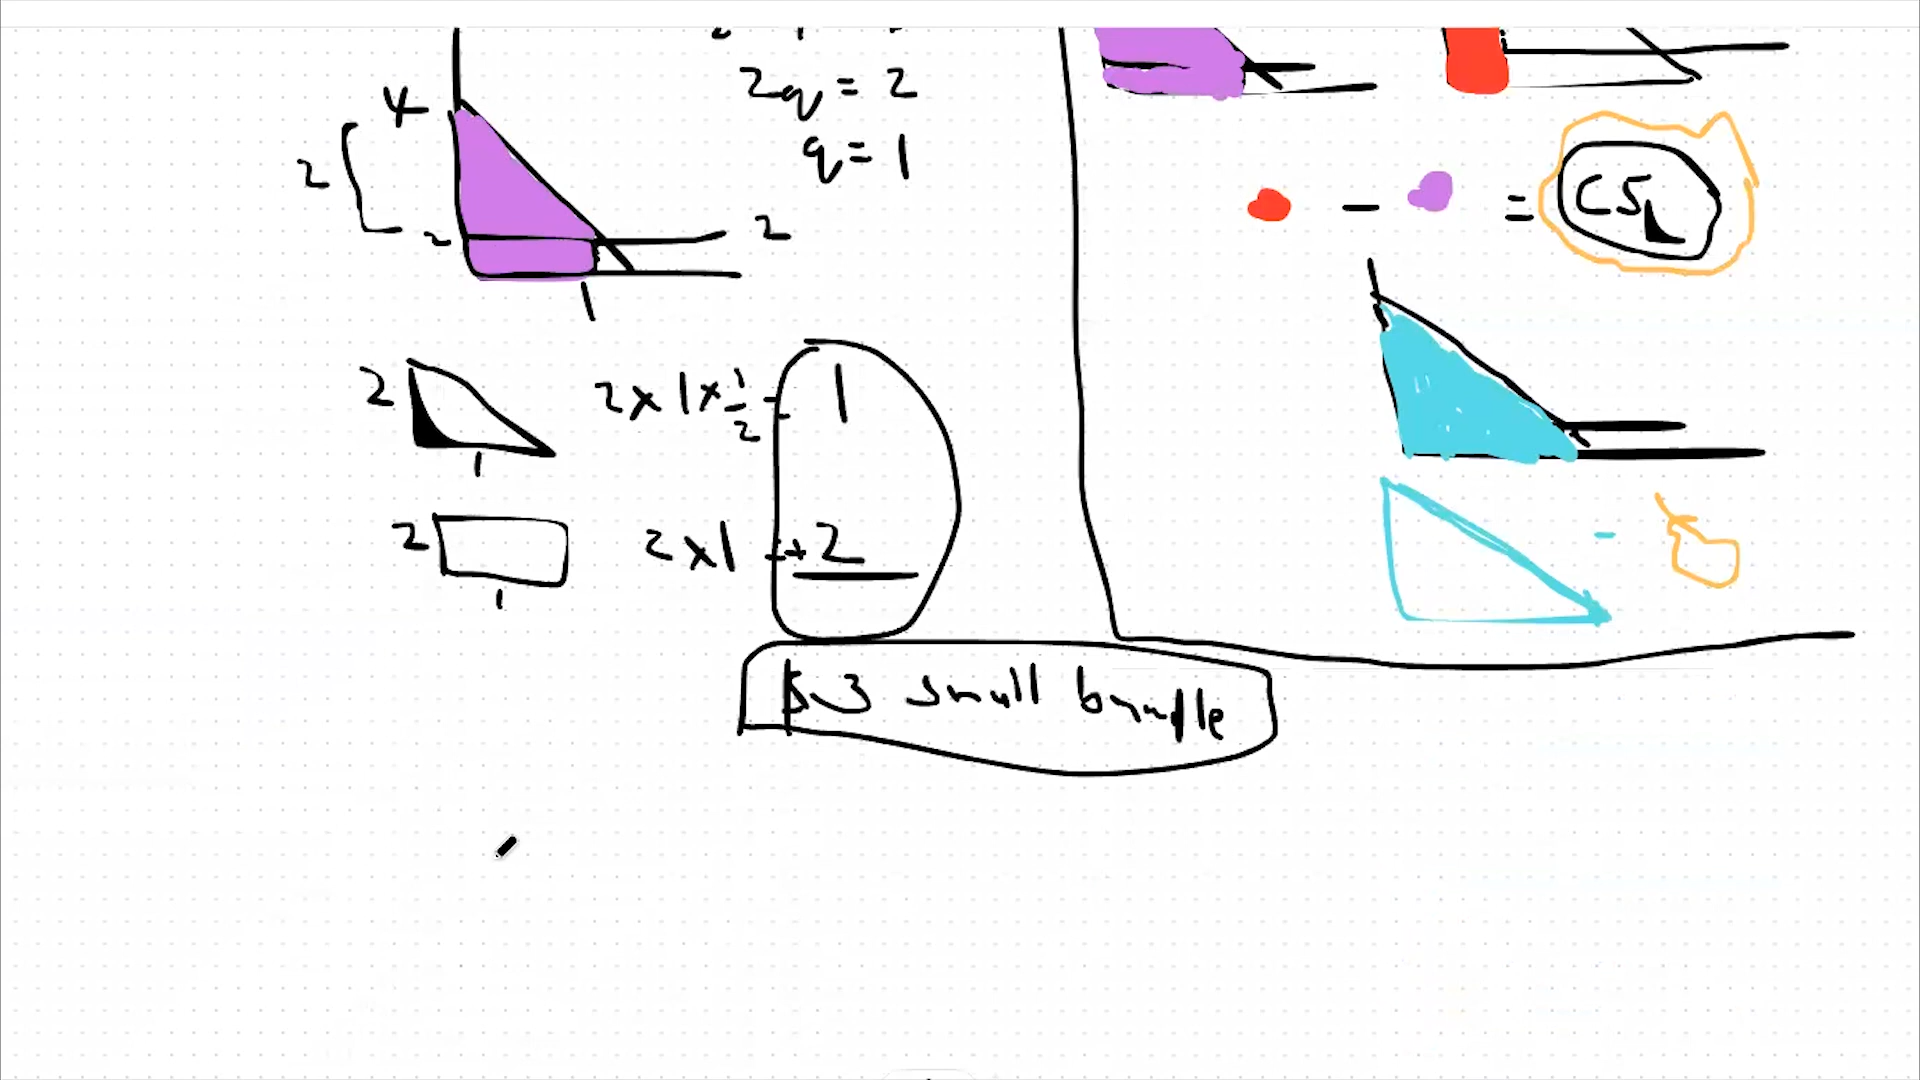 2q = 2
q = 1
4
2
2
2
1
2
1
2 x 1 x 1/2 = 1
2
1
2 x 1 = + 2
$3 small bundle
- = CSL
-